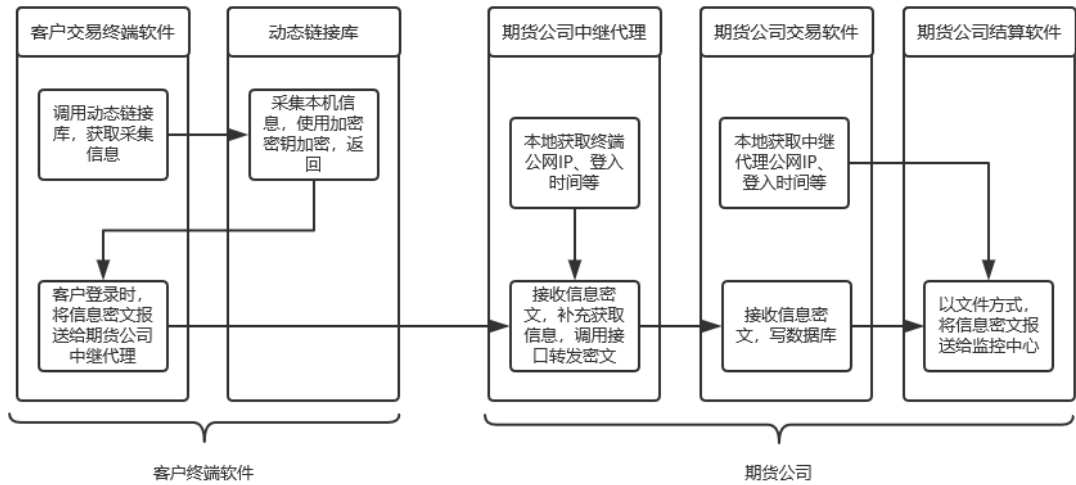 客户交易终端软件
动态链接库
期货公司中继代理
期货公司交易软件
期货公司结算软件
调用动态链接
库，获取采集
信息
采集本机信
息，使用加密
密钥加密，返
回
本地获取终端
公网IP、登入
时间等
本地获取中继
代理公网IP、
登入时间等
客户登录时，
将信息密文报
送给期货公司
中继代理
接收信息密
文，补充获取
信息，调用接
口转发密文
接收信息密
文，写数据库
以文件方式，
将信息密文报
送给监控中心
客户终端软件
期货公司